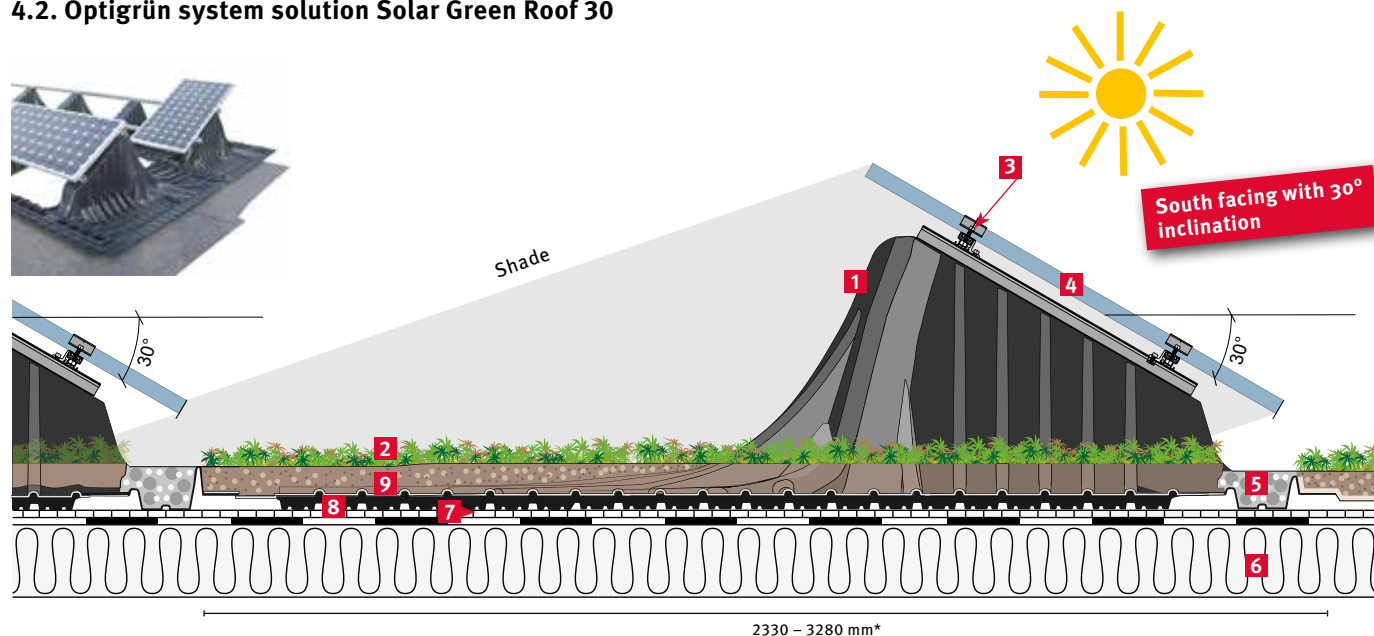 4.2. Optigrün system solution Solar Green Roof 30
3
South facing with 30°
inclination
Shade
1
4
30°
30°
2
9
5
8
7
6
2330 – 3280 mm*